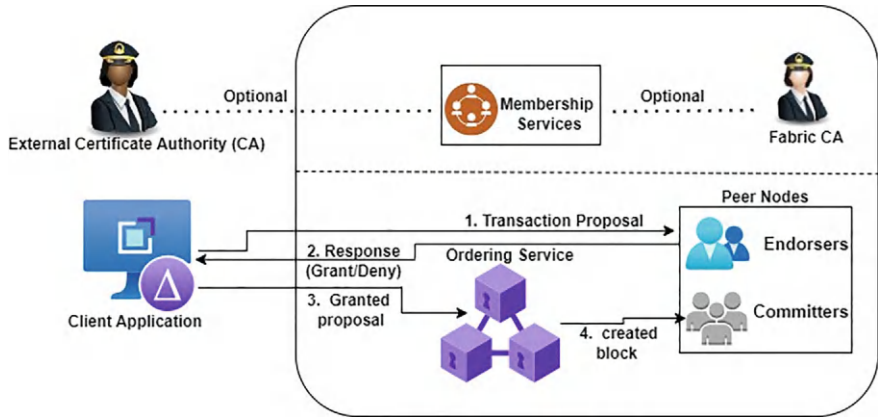 Optional
Membership
Services
Optional
External Certificate Authority (CA)
Fabric CA
Peer Nodes
1. Transaction Proposal
2. Response
(Grant/Deny)
Ordering Service
Endorsers
3. Granted
proposal
Client Application
Committers
4. created
block